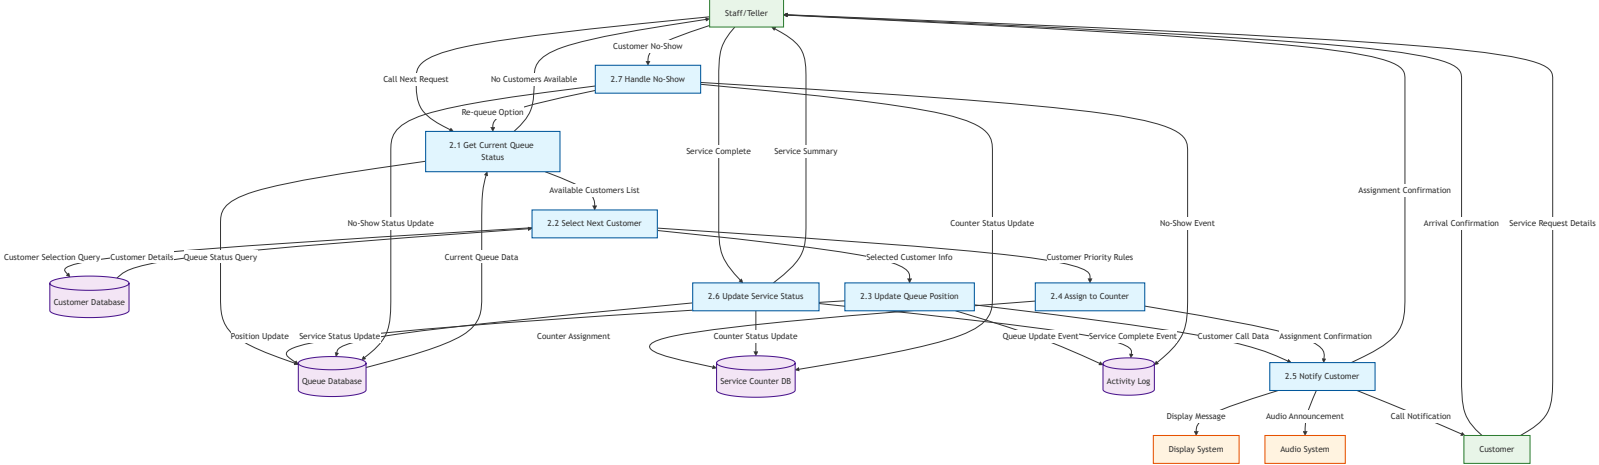 Staff/Teller
Customer No-Show
Call Next Request
No Customers Available
2.7 Handle No-Show
Re-queue Option
2.1 Get Current Queue
Status
Service Complete
Service Summary
Available Customers List
Assignment Confirmation
2.2 Select Next Customer
No-Show Status Update
Counter Status Update
No-Show Event
Arrival Confirmation
Service Request Details
Customer Selection Query
Customer Details
Queue Status Query
Current Queue Data
Selected Customer Info
Customer Priority Rules
Customer Database
2.6 Update Service Status
2.3 Update Queue Position
2.4 Assign to Counter
Position Update
Service Status Update
Counter Assignment
Counter Status Update
Queue Update Event
Service Complete Event
Customer Call Data
Assignment Confirmation
Queue Database
Service Counter DB
Activity Log
2.5 Notify Customer
Display Message
Audio Announcement
Call Notification
Display System
Audio System
Customer